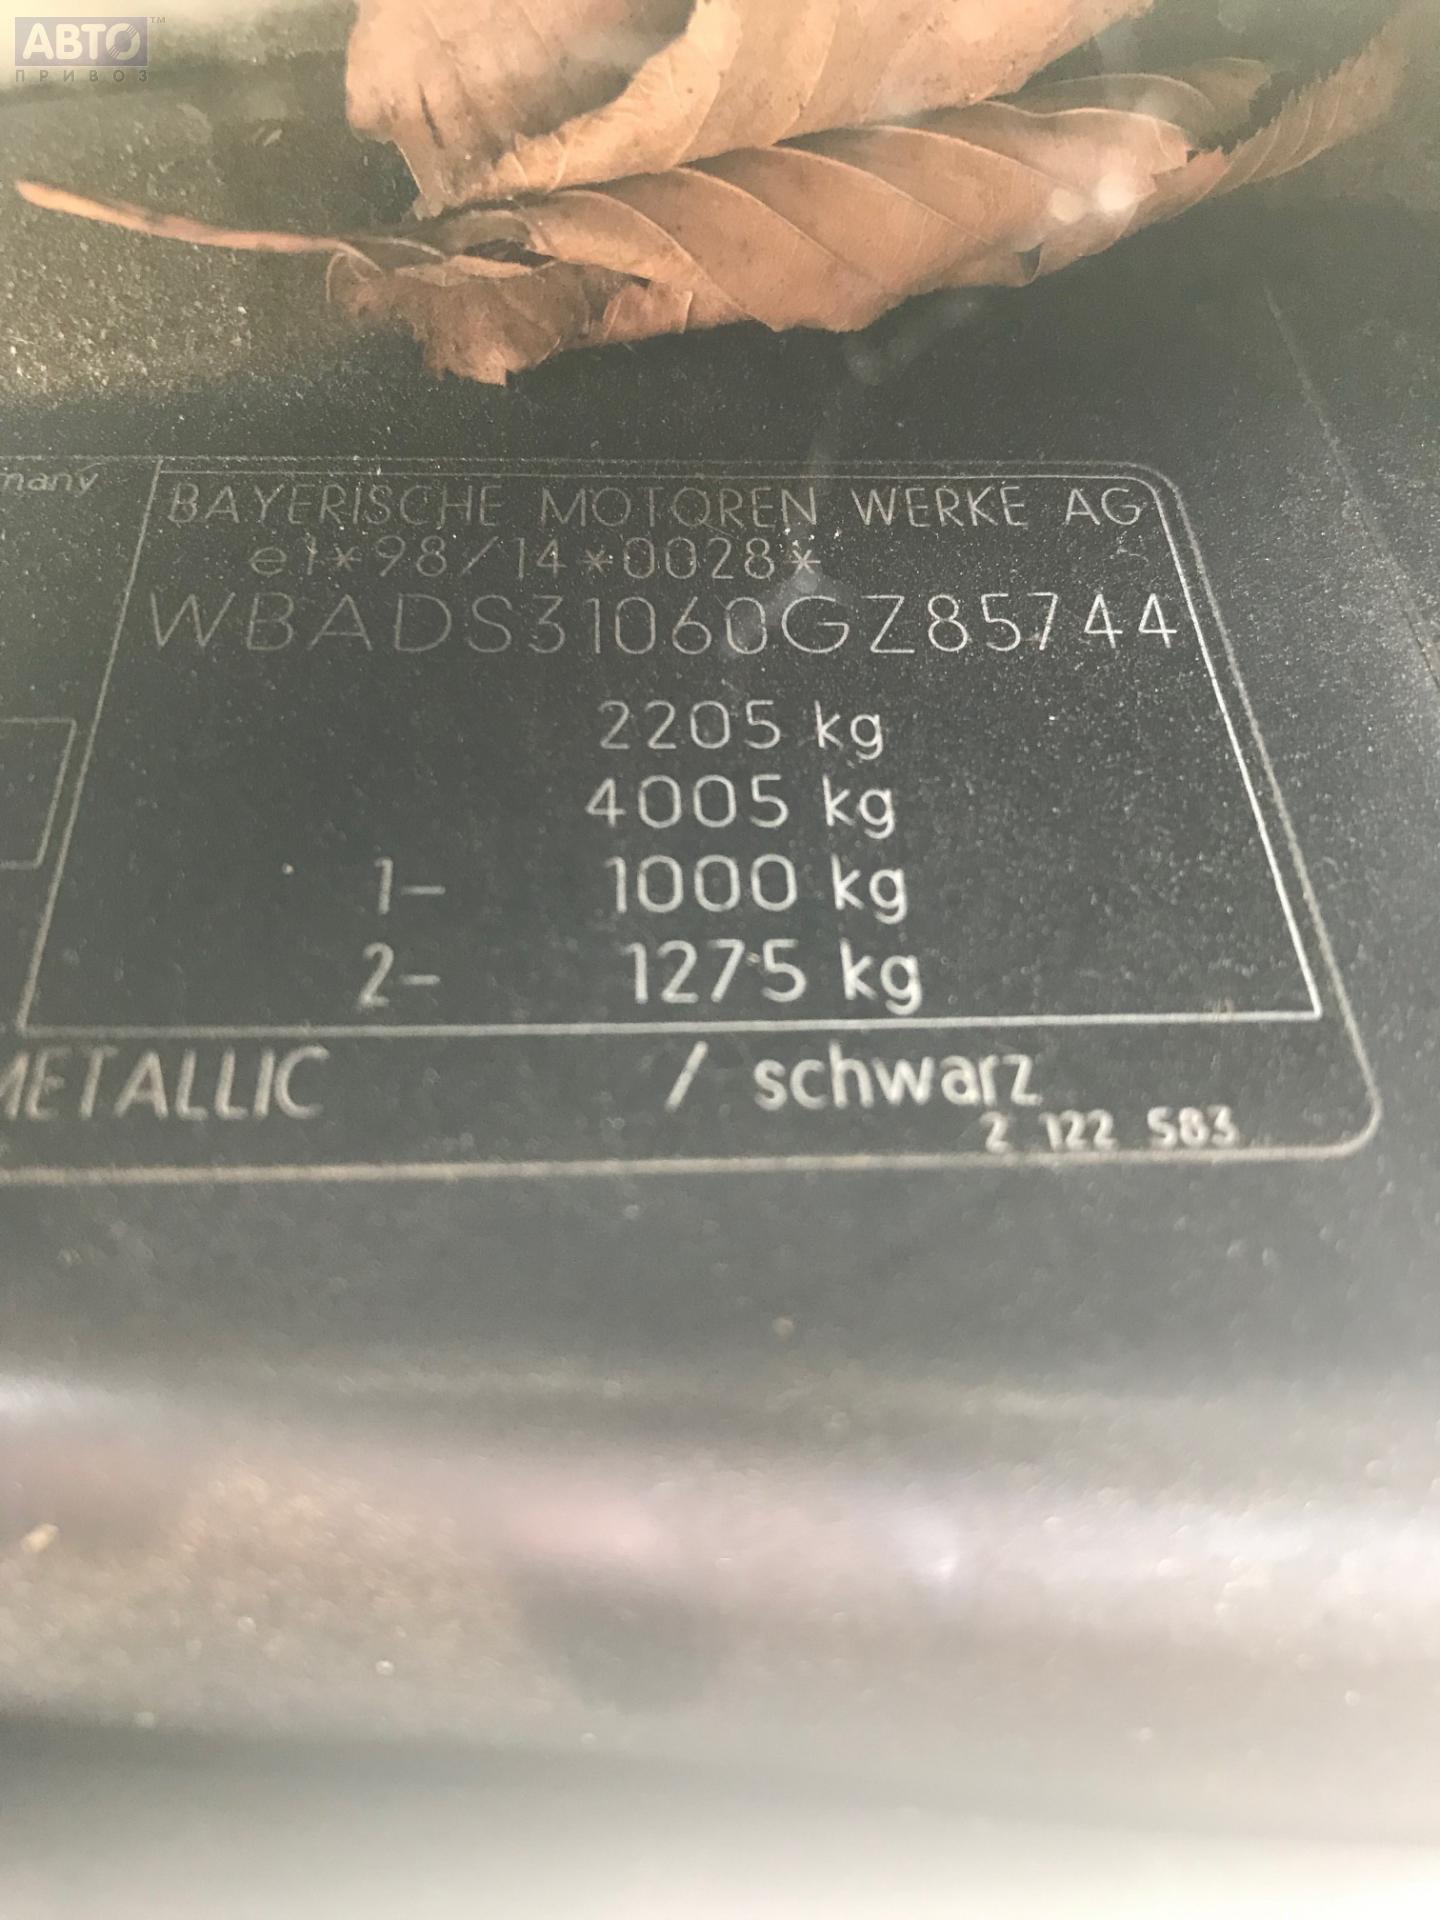 АВТО™
ПРИВОЗ
many
BAYERISCHE MOTOREN WERKE AG
e1*98/14*0028*
WBADS31060GZ85744
2205 kg
4005 kg
1- 1000 kg
2- 1275 kg
METALLIC / schwarz
2 122 583